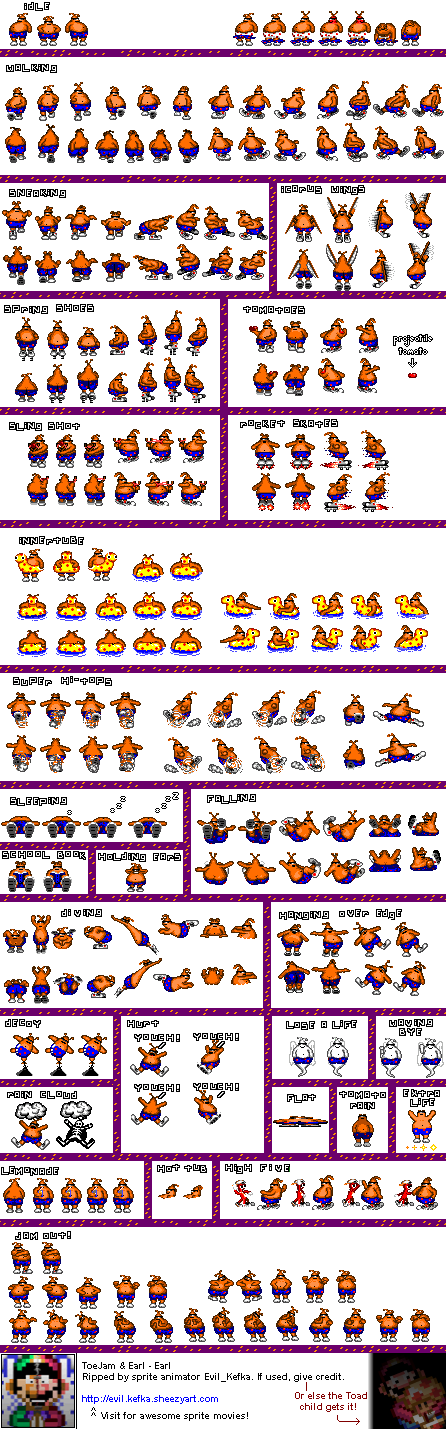 iDLE
WALKING
SNEAKING
iCARUS WINGS
SPRING SHOES
TOMATOES
projectile
tomato
SLING SHOT
ROCKET SKATES
INNERTUBE
SUPER HI-TOPS
SLEEPING
z z z Z
FALLING
SCHOOL BOOK
HOLDING EARS
DIVING
HANGING OVER EDGE
DECOY
HURT
YOUCH! YOUCH!
YOUCH! YOUCH!
LOSE A LIFE
WAVING
BYE
RAIN CLOUD
FLAT
TOMATO
RAIN
EXTRA
LIFE
LEMONADE
HOT TUB
HIGH FIVE
JAM OUT!
ToeJam & Earl - Earl
Ripped by sprite animator Evil_Kefka. If used, give credit.
Or else the Toad
child gets it!
http://evil.kefka.sheezyart.com
^ Visit for awesome sprite movies!